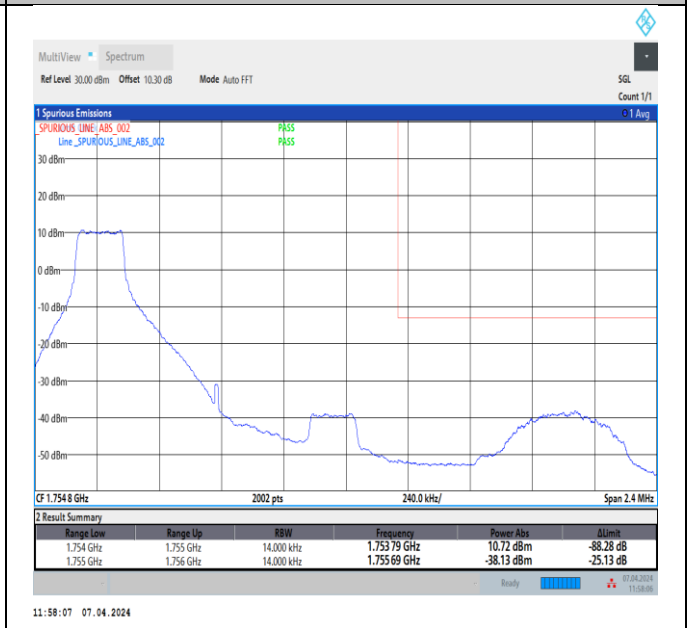 MultiView Spectrum
Ref Level 30.00 dBm Offset 10.30 dB Mode Auto FFT SGL
Count 1/1
1 Spurious Emissions 1 Avg
_SPURIOUS_LINE_ABS_002 PASS
Line _SPURIOUS_LINE_ABS_002 PASS
30 dBm
20 dBm
10 dBm
0 dBm
-10 dBm
-20 dBm
-30 dBm
-40 dBm
-50 dBm
CF 1.754 8 GHz 2002 pts 240.0 kHz/ Span 2.4 MHz
2 Result Summary
Range Low Range Up RBW Frequency Power Abs ΔLimit
1.754 GHz 1.755 GHz 14.000 kHz 1.753 79 GHz 10.72 dBm -88.28 dB
1.755 GHz 1.756 GHz 14.000 kHz 1.755 69 GHz -38.13 dBm -25.13 dB
Ready 07.04.2024
11:58:06
11:58:07 07.04.2024